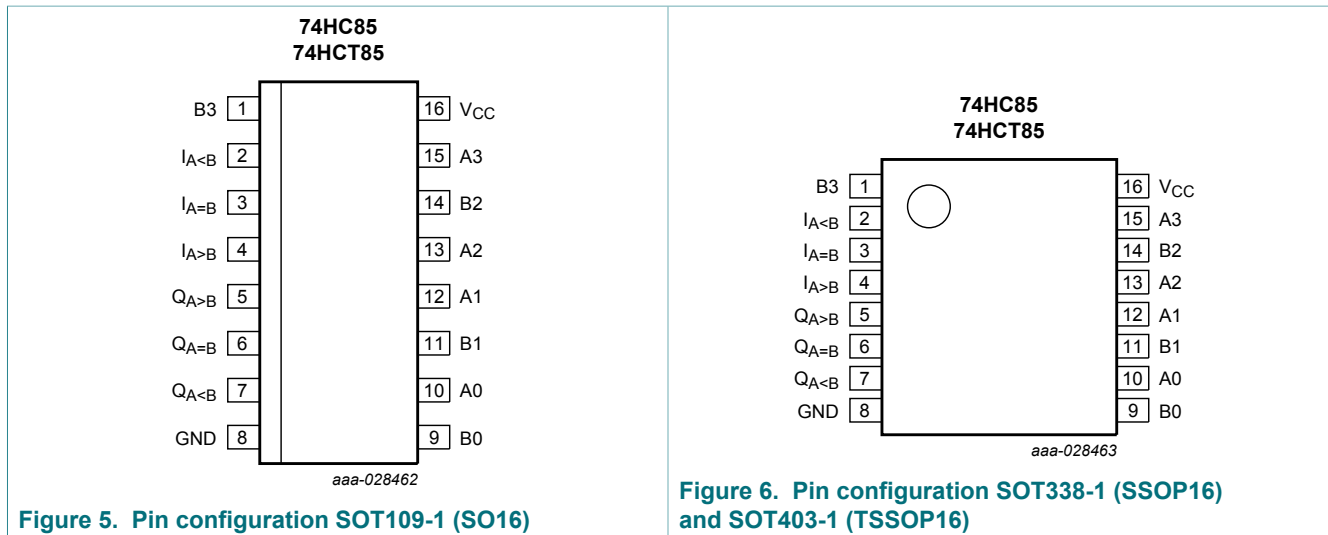 74HC85
74HCT85
B3 1 16 VCC
IA<B 2 15 A3
IA=B 3 14 B2
IA>B 4 13 A2
QA>B 5 12 A1
QA=B 6 11 B1
QA<B 7 10 A0
GND 8 9 B0
aaa-028462
Figure 5. Pin configuration SOT109-1 (SO16)
74HC85
74HCT85
B3 1 16 VCC
IA<B 2 15 A3
IA=B 3 14 B2
IA>B 4 13 A2
QA>B 5 12 A1
QA=B 6 11 B1
QA<B 7 10 A0
GND 8 9 B0
aaa-028463
Figure 6. Pin configuration SOT338-1 (SSOP16)
and SOT403-1 (TSSOP16)